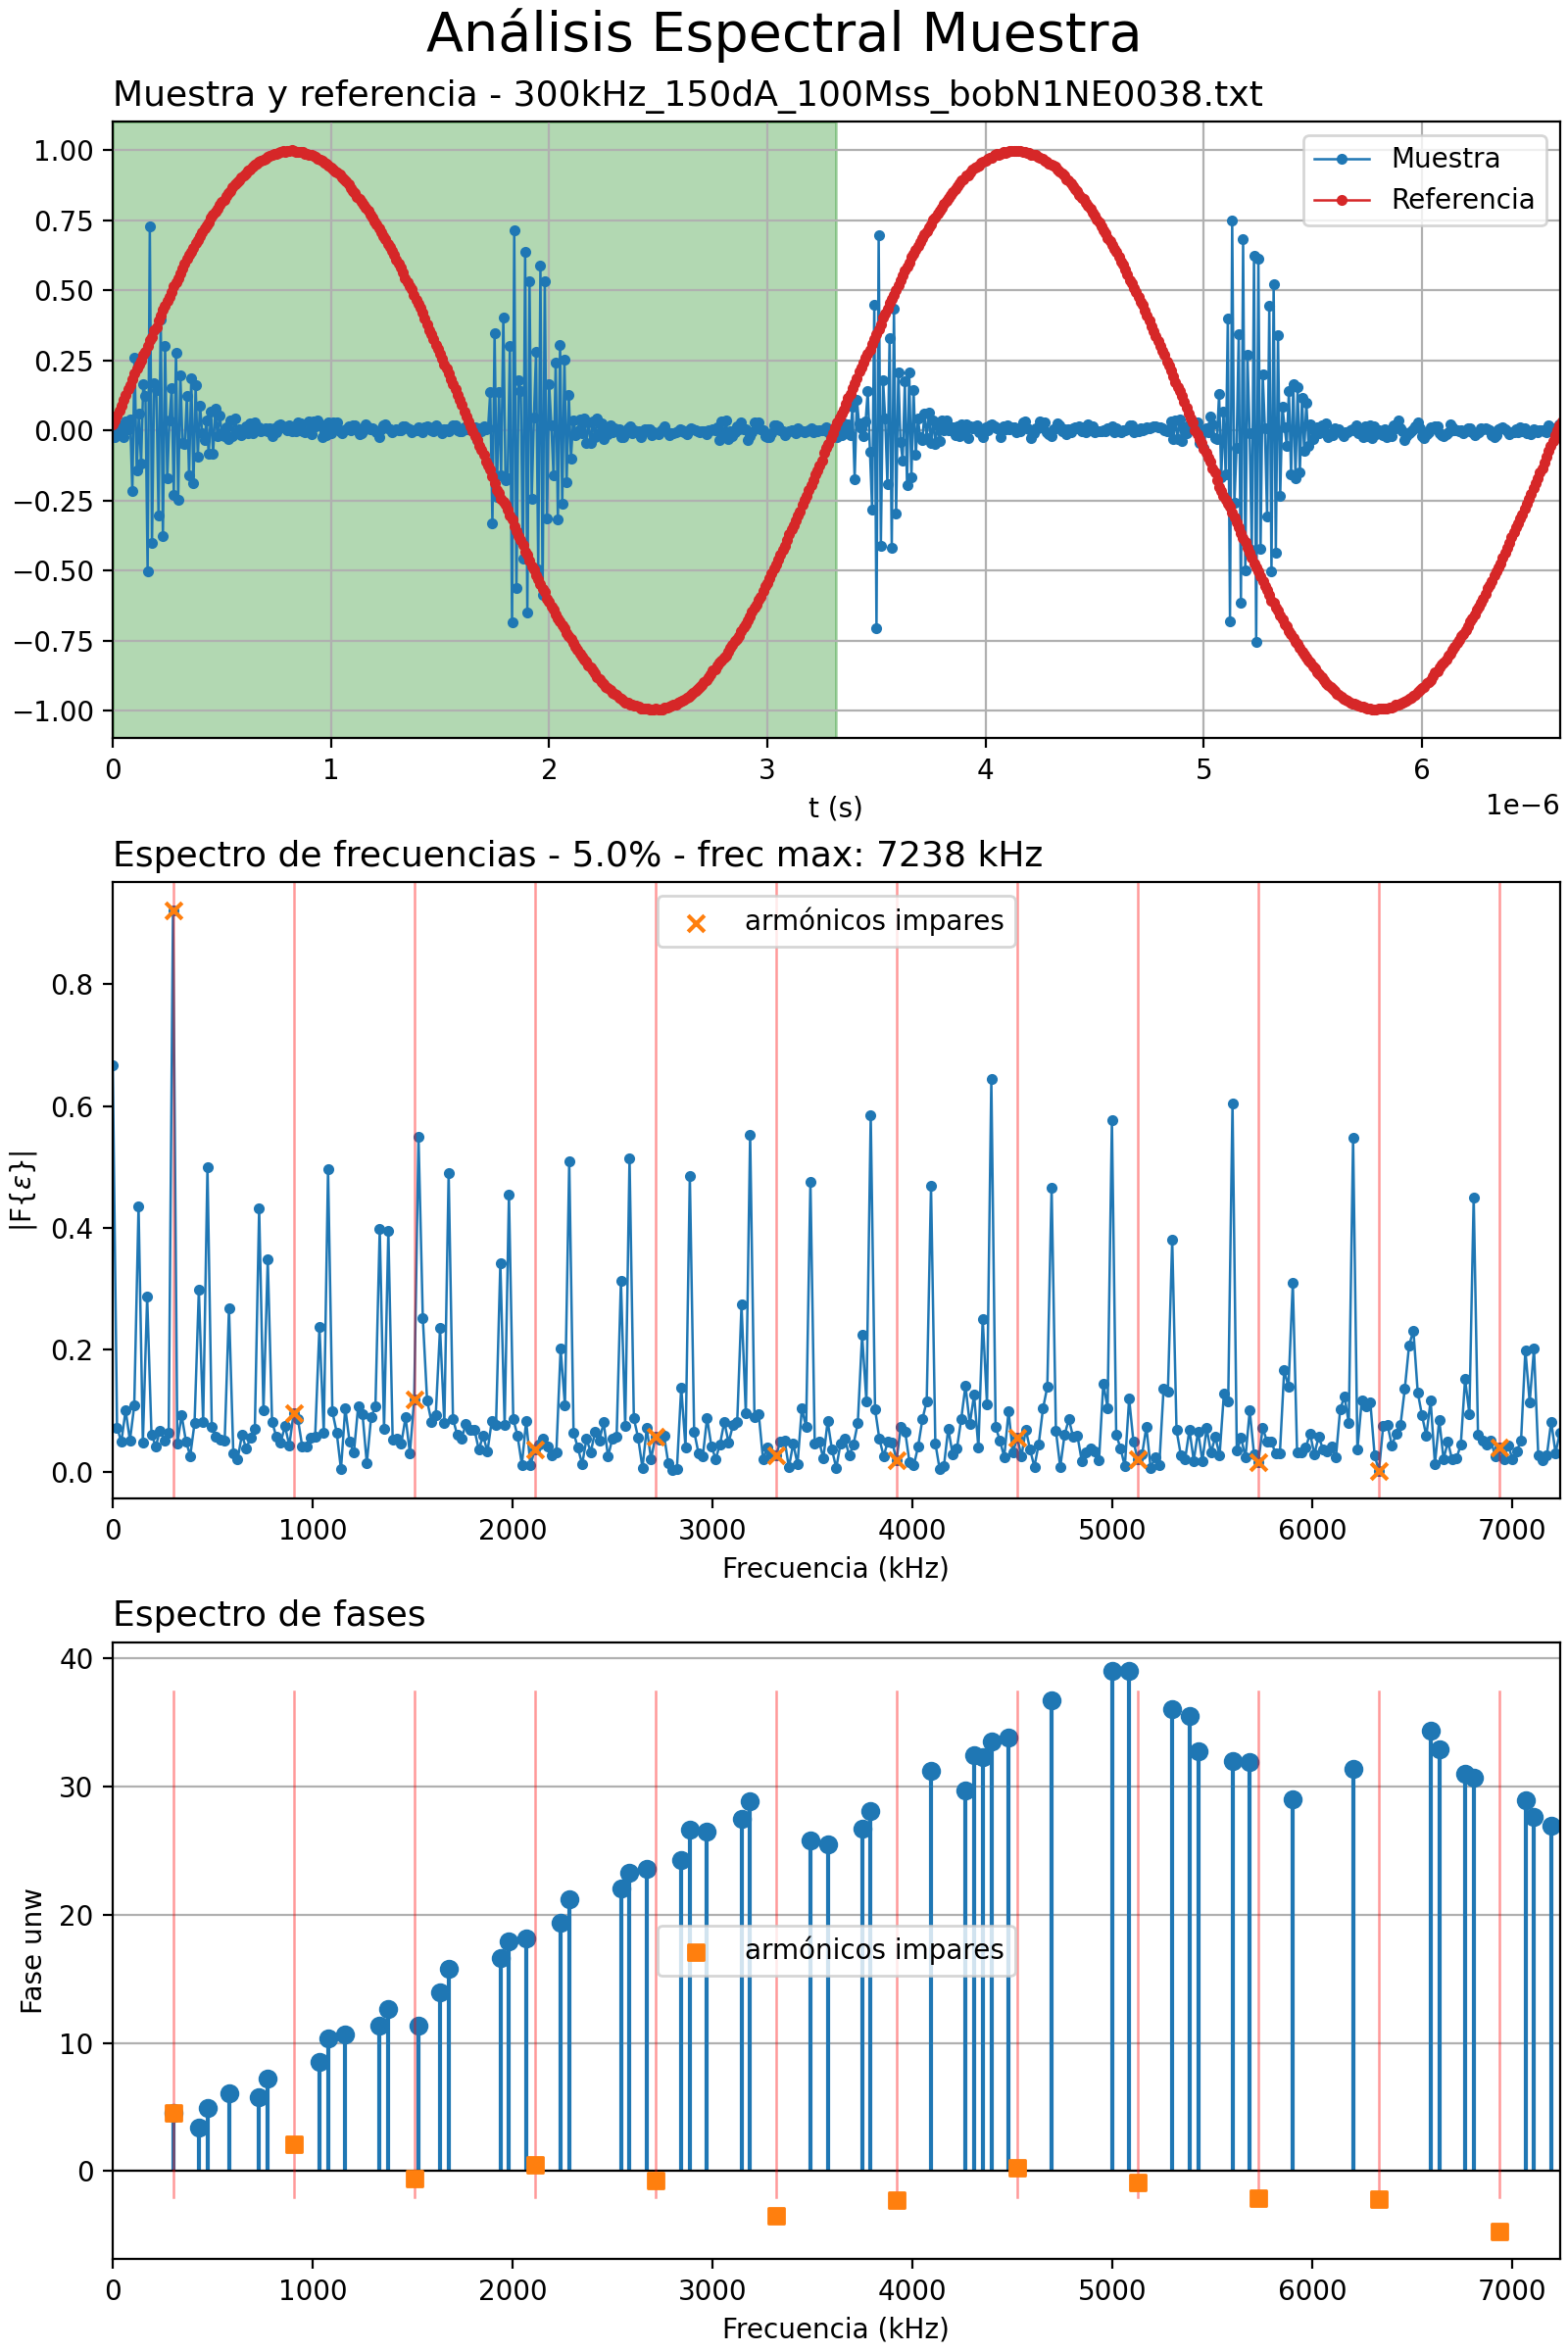 Análisis Espectral Muestra
Muestra y referencia - 300kHz_150dA_100Mss_bobN1NE0038.txt
1.00
0.75
0.50
0.25
0.00
−0.25
−0.50
−0.75
−1.00
Muestra
Referencia
0 1 2 3 4 5 6
t (s)
1e−6
Espectro de frecuencias - 5.0% - frec max: 7238 kHz
armónicos impares
|F{ε}|
0.8
0.6
0.4
0.2
0.0
0 1000 2000 3000 4000 5000 6000 7000
Frecuencia (kHz)
Espectro de fases
Fase unw
40
30
20
10
0
armónicos impares
0 1000 2000 3000 4000 5000 6000 7000
Frecuencia (kHz)